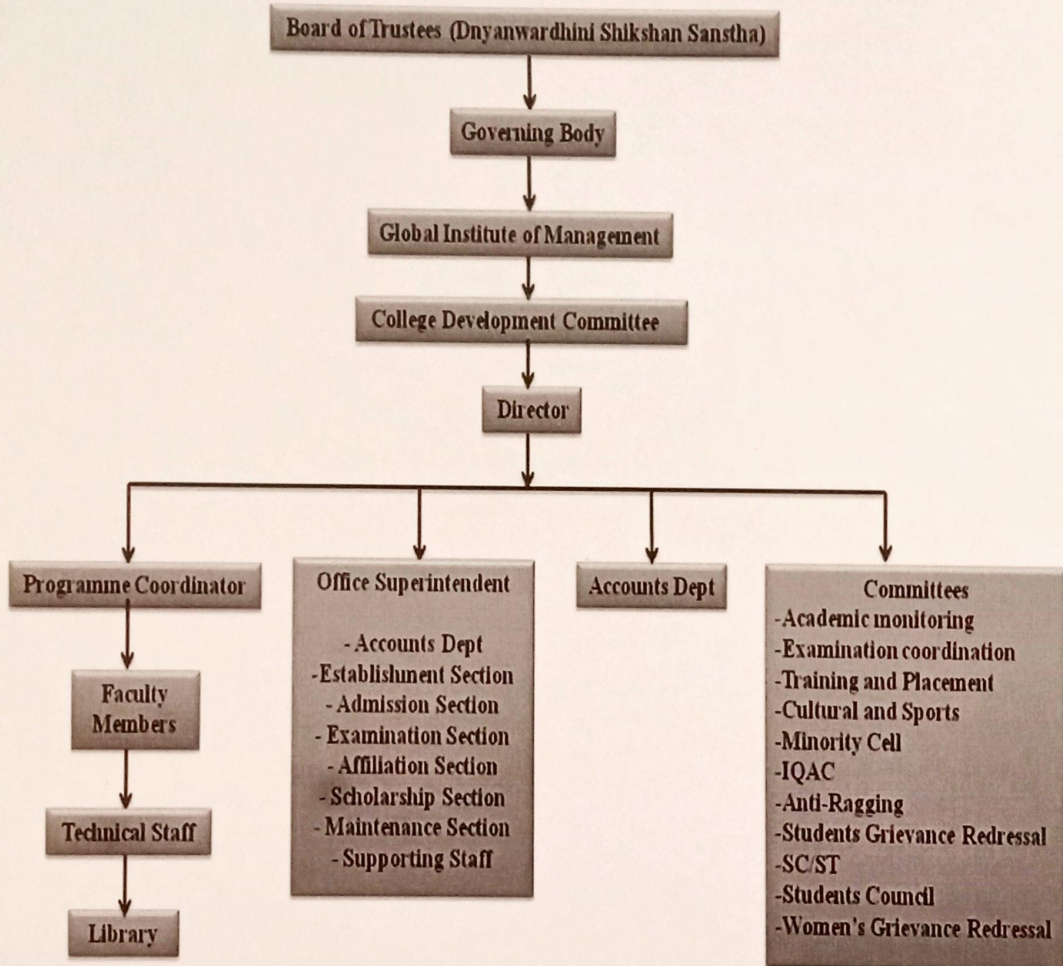 Board of Trustees (Dnyanwardhini Shikshan Sanstha)
Governing Body
Global Institute of Management
College Development Committee
Director
Programme Coordinator
Faculty
Members
Technical Staff
Library
Office Superintendent
- Accounts Dept
-Establishment Section
- Admission Section
- Examination Section
- Affiliation Section
- Scholarship Section
- Maintenance Section
- Supporting Staff
Accounts Dept
Committees
-Academic monitoring
-Examination coordination
-Training and Placement
-Cultural and Sports
-Minority Cell
-IQAC
-Anti-Ragging
-Students Grievance Redressal
-SC/ST
-Students Council
-Women's Grievance Redressal